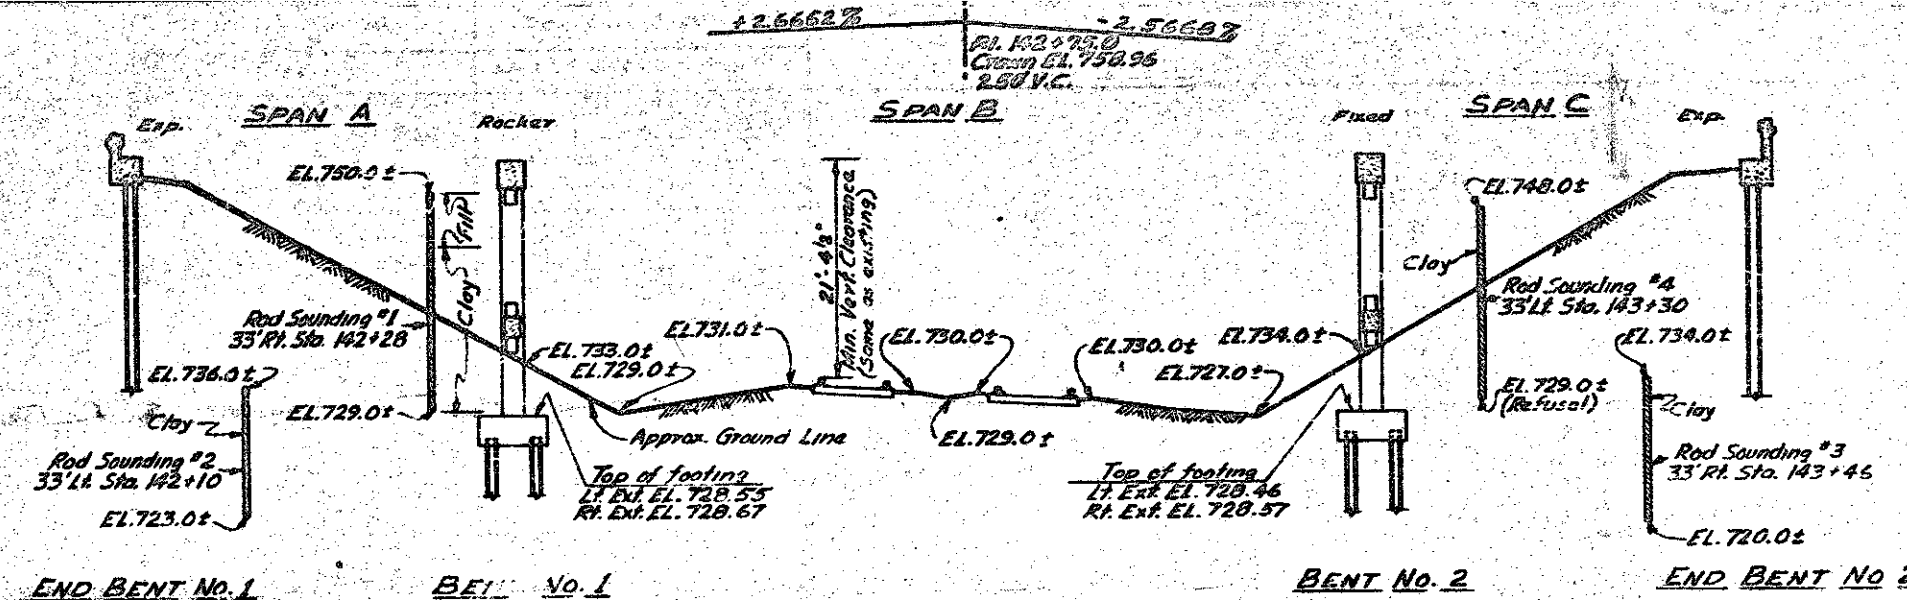 +2.6662% -2.5668%
P.I. 142+75.0
Crown EL. 750.96
250' V.C.
SPAN A
SPAN B
SPAN C
Exp.
Rocker
Fixed
Exp.
EL. 750.0±
Fill
Clay
Rod Sounding #1
33' Rt. Sta. 142+28
EL. 729.0±
EL. 736.0±
Clay
Rod Sounding #2
33' Lt. Sta. 142+10
EL. 723.0±
EL. 733.0±
EL. 729.0±
Approx. Ground Line
Top of footing
Lt. Ext. EL. 728.55
Rt. Ext. EL. 728.67
EL. 731.0±
21'-4½"
Min. Vert. Clearance
(Same as existing)
EL. 730.0±
EL. 729.0±
EL. 730.0±
EL. 734.0±
EL. 727.0±
Top of footing
Lt. Ext. EL. 728.46
Rt. Ext. EL. 728.57
EL. 748.0±
Clay
Rod Sounding #4
33' Lt. Sta. 143+30
EL. 729.0±
(Refusal)
EL. 734.0±
Clay
Rod Sounding #3
33' Rt. Sta. 143+46
EL. 720.0±
END BENT NO. 1
NO. 1
BENT NO. 2
END BENT NO 2